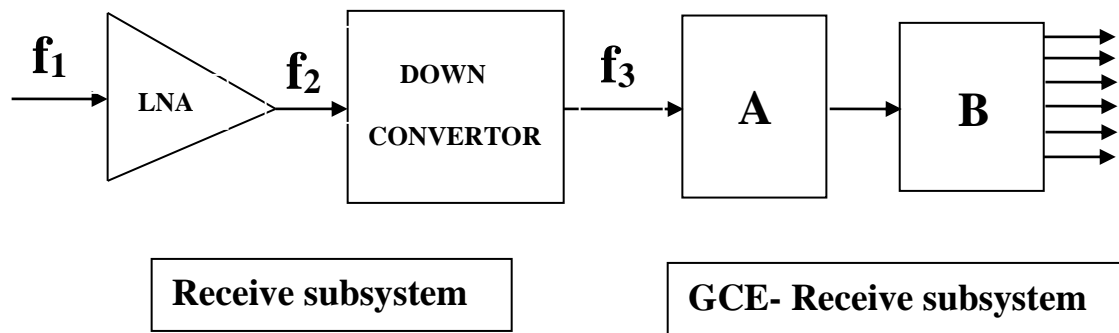 f1
LNA
f2
DOWN
CONVERTOR
f3
A
B
Receive subsystem
GCE- Receive subsystem